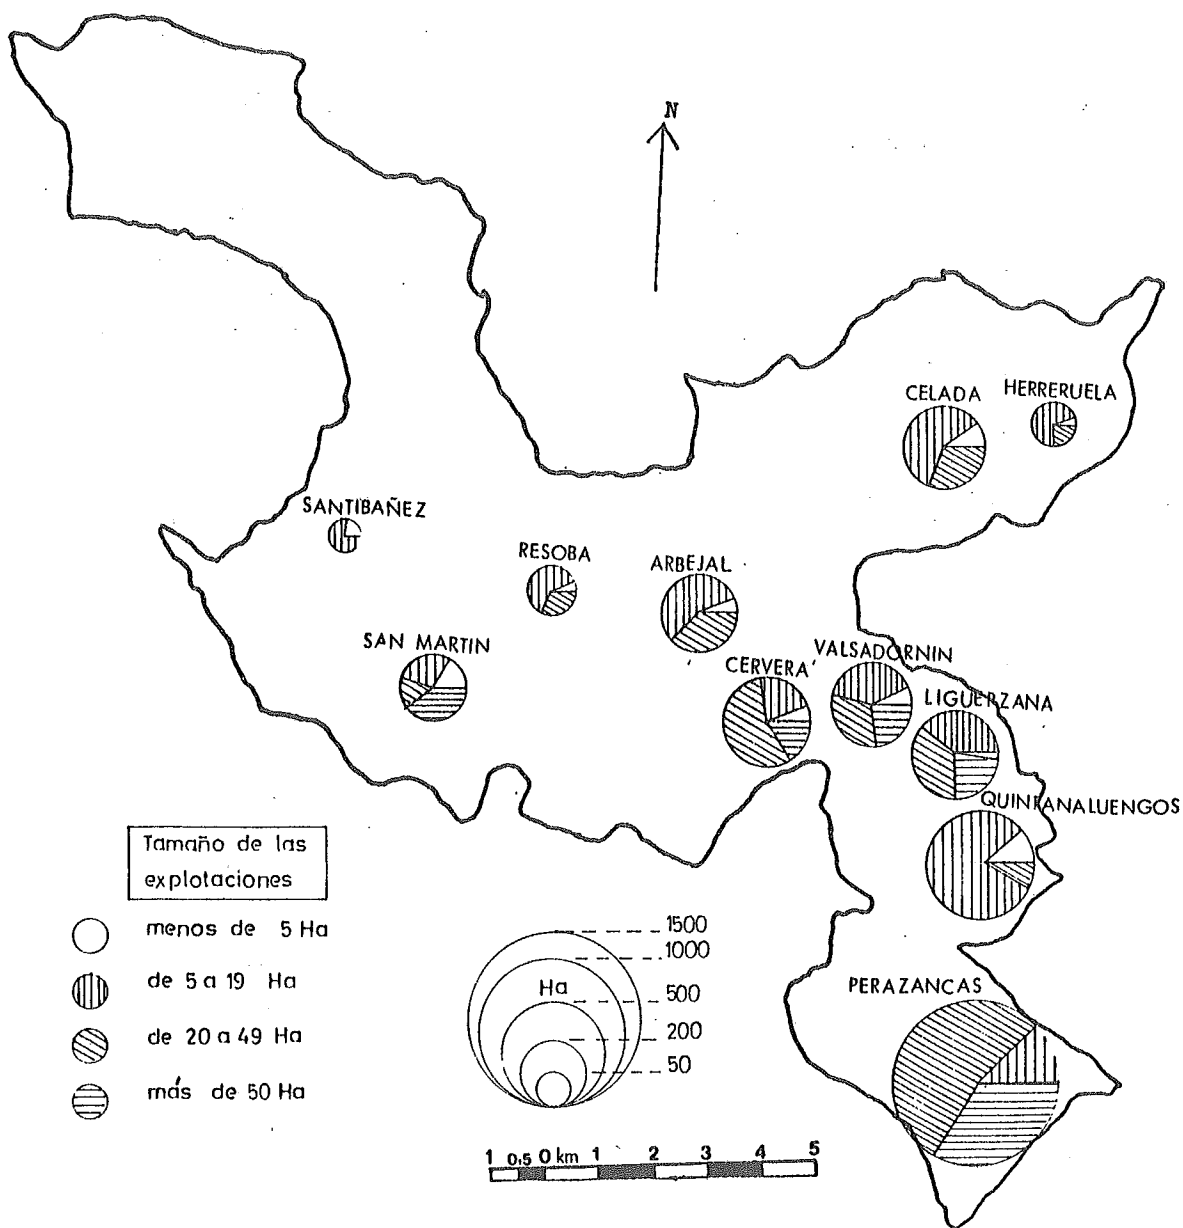 N
CELADA
HERRERUELA
SANTIBAÑEZ
RESOBA
ARBEJAL
SAN MARTIN
CERVERA
VALSADORNIN
LIGUERZANA
QUINTANALUENGOS
PERAZANCAS
Tamaño de las
explotaciones
menos de 5 Ha
de 5 a 19 Ha
de 20 a 49 Ha
más de 50 Ha
Ha
1500
1000
500
200
50
1 0,5 0 km 1 2 3 4 5